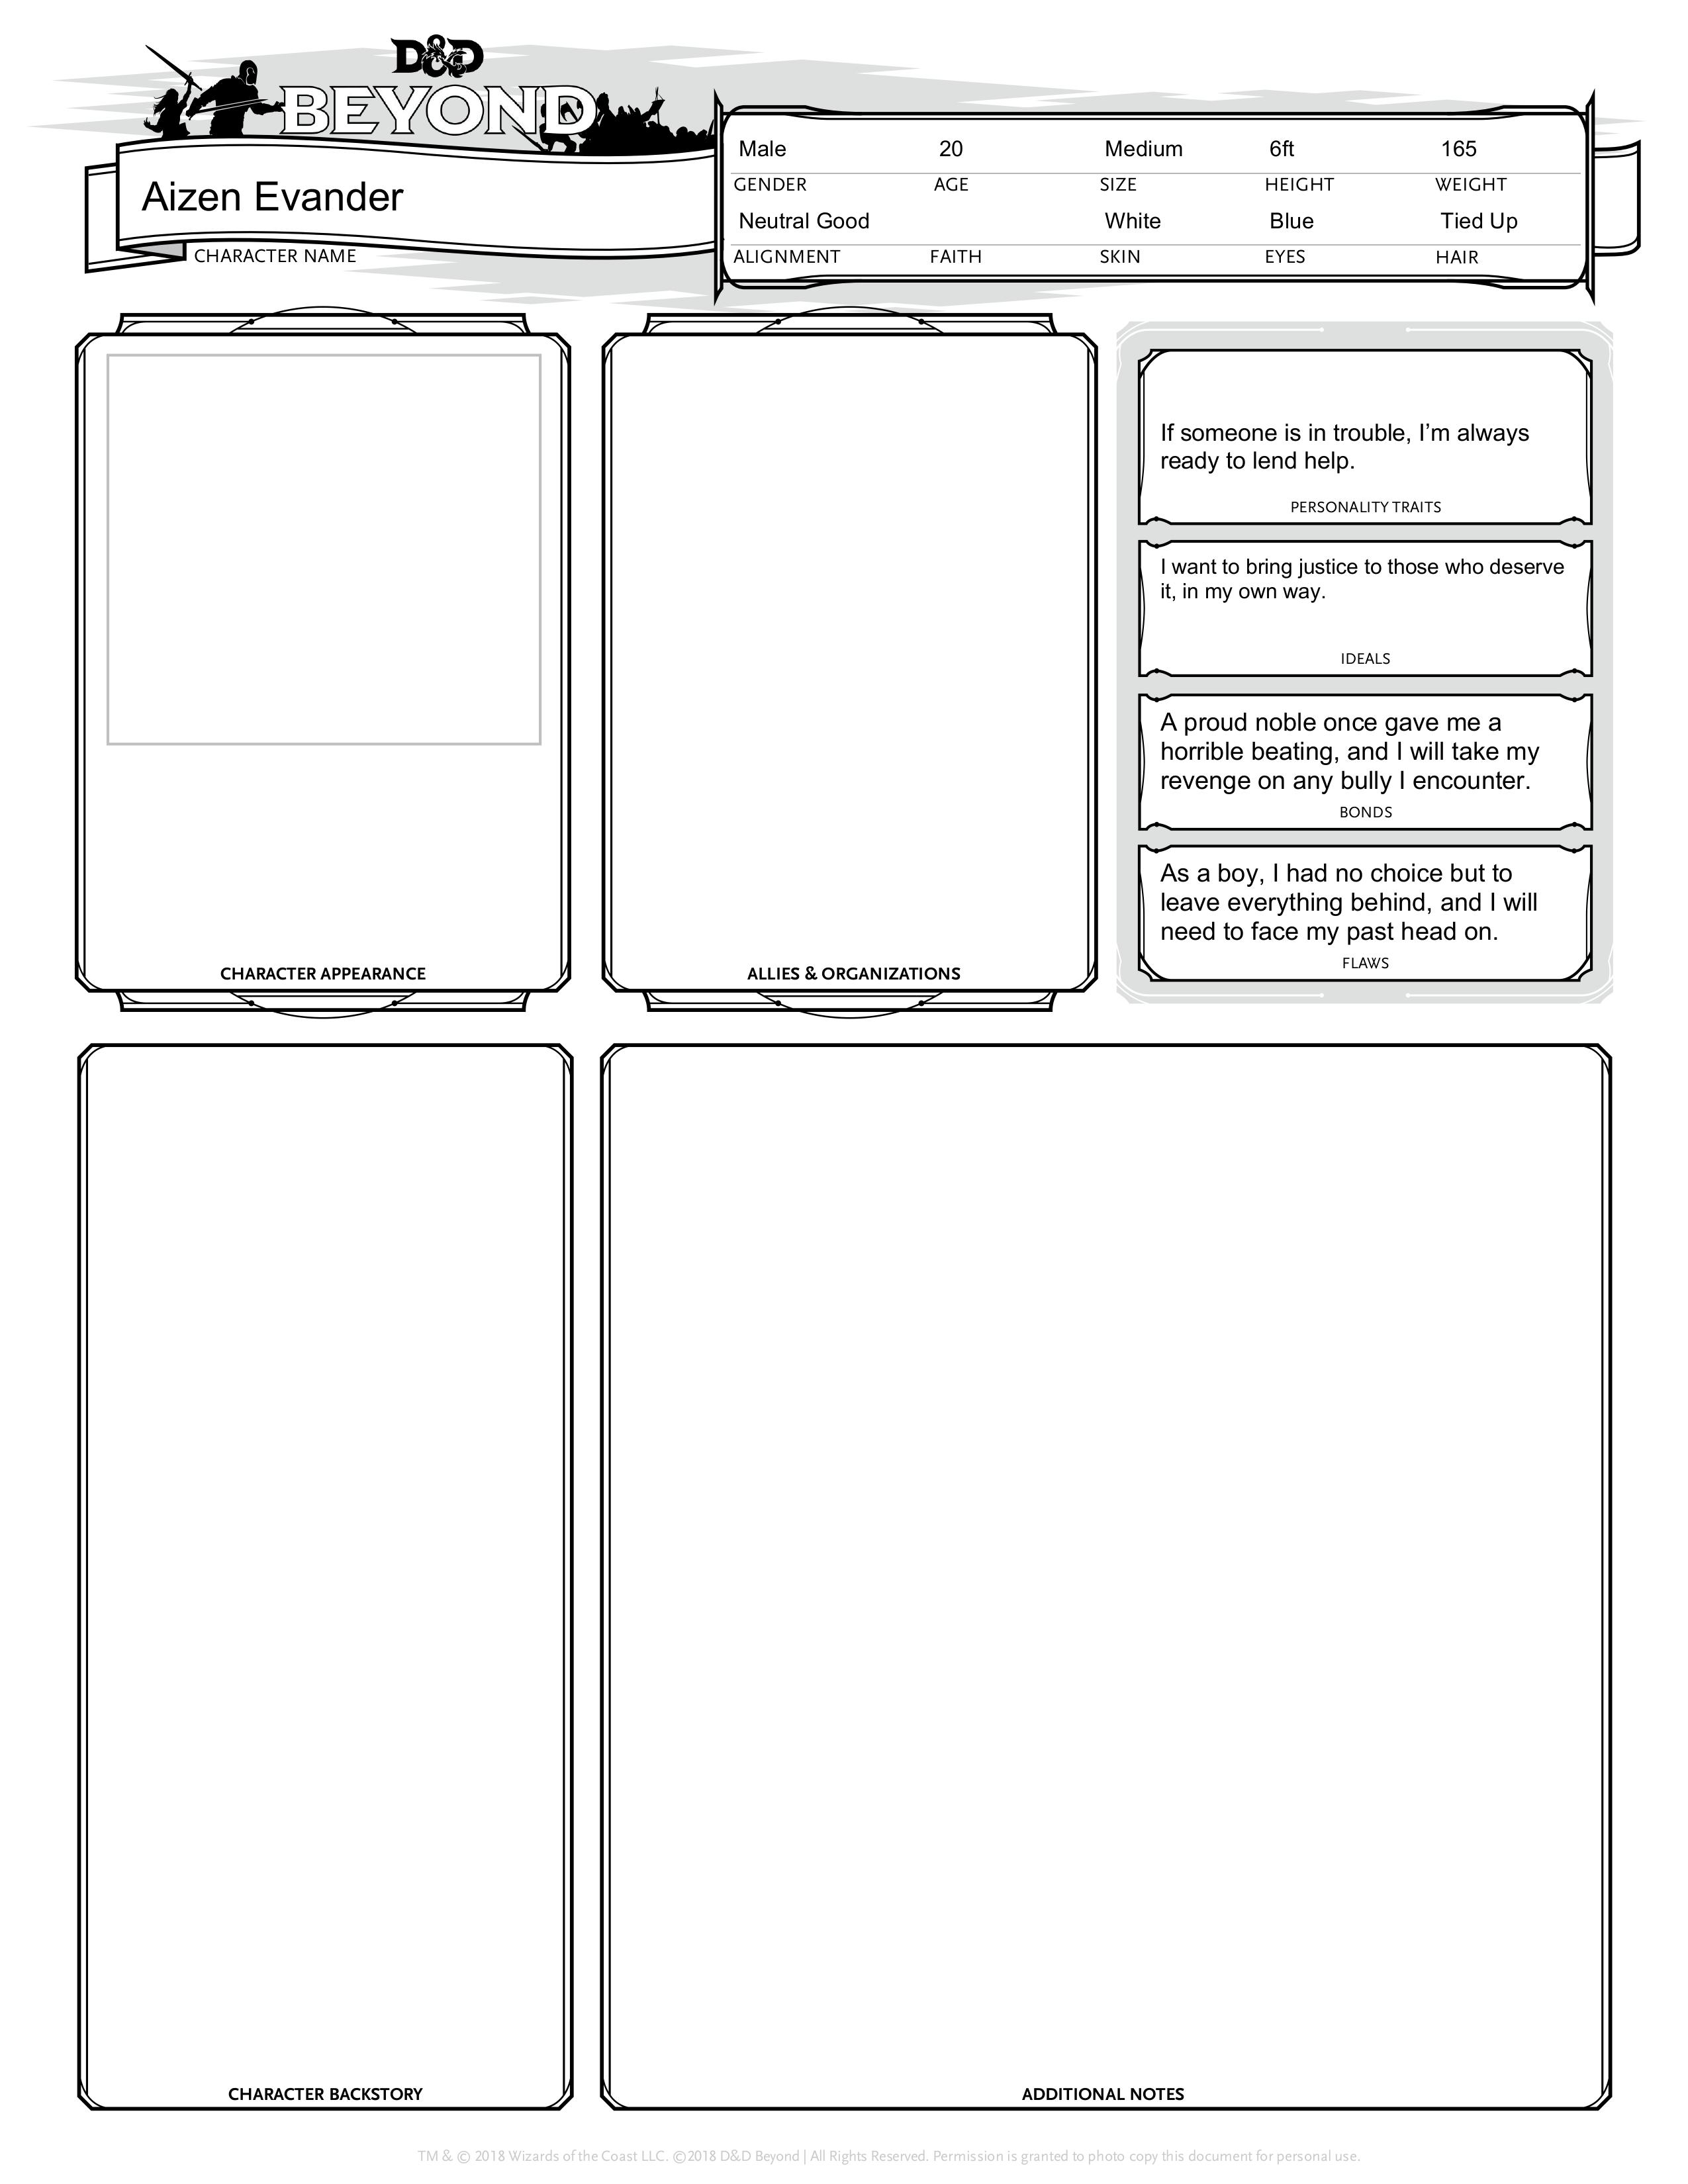 D&D
BEYOND
Aizen Evander
CHARACTER NAME
Male 20 Medium 6ft 165
GENDER AGE SIZE HEIGHT WEIGHT
Neutral Good White Blue Tied Up
ALIGNMENT FAITH SKIN EYES HAIR
CHARACTER APPEARANCE
ALLIES & ORGANIZATIONS
If someone is in trouble, I’m always
ready to lend help.
PERSONALITY TRAITS
I want to bring justice to those who deserve
it, in my own way.
IDEALS
A proud noble once gave me a
horrible beating, and I will take my
revenge on any bully I encounter.
BONDS
As a boy, I had no choice but to
leave everything behind, and I will
need to face my past head on.
FLAWS
CHARACTER BACKSTORY
ADDITIONAL NOTES
TM & © 2018 Wizards of the Coast LLC. ©2018 D&D Beyond | All Rights Reserved. Permission is granted to photo copy this document for personal use.